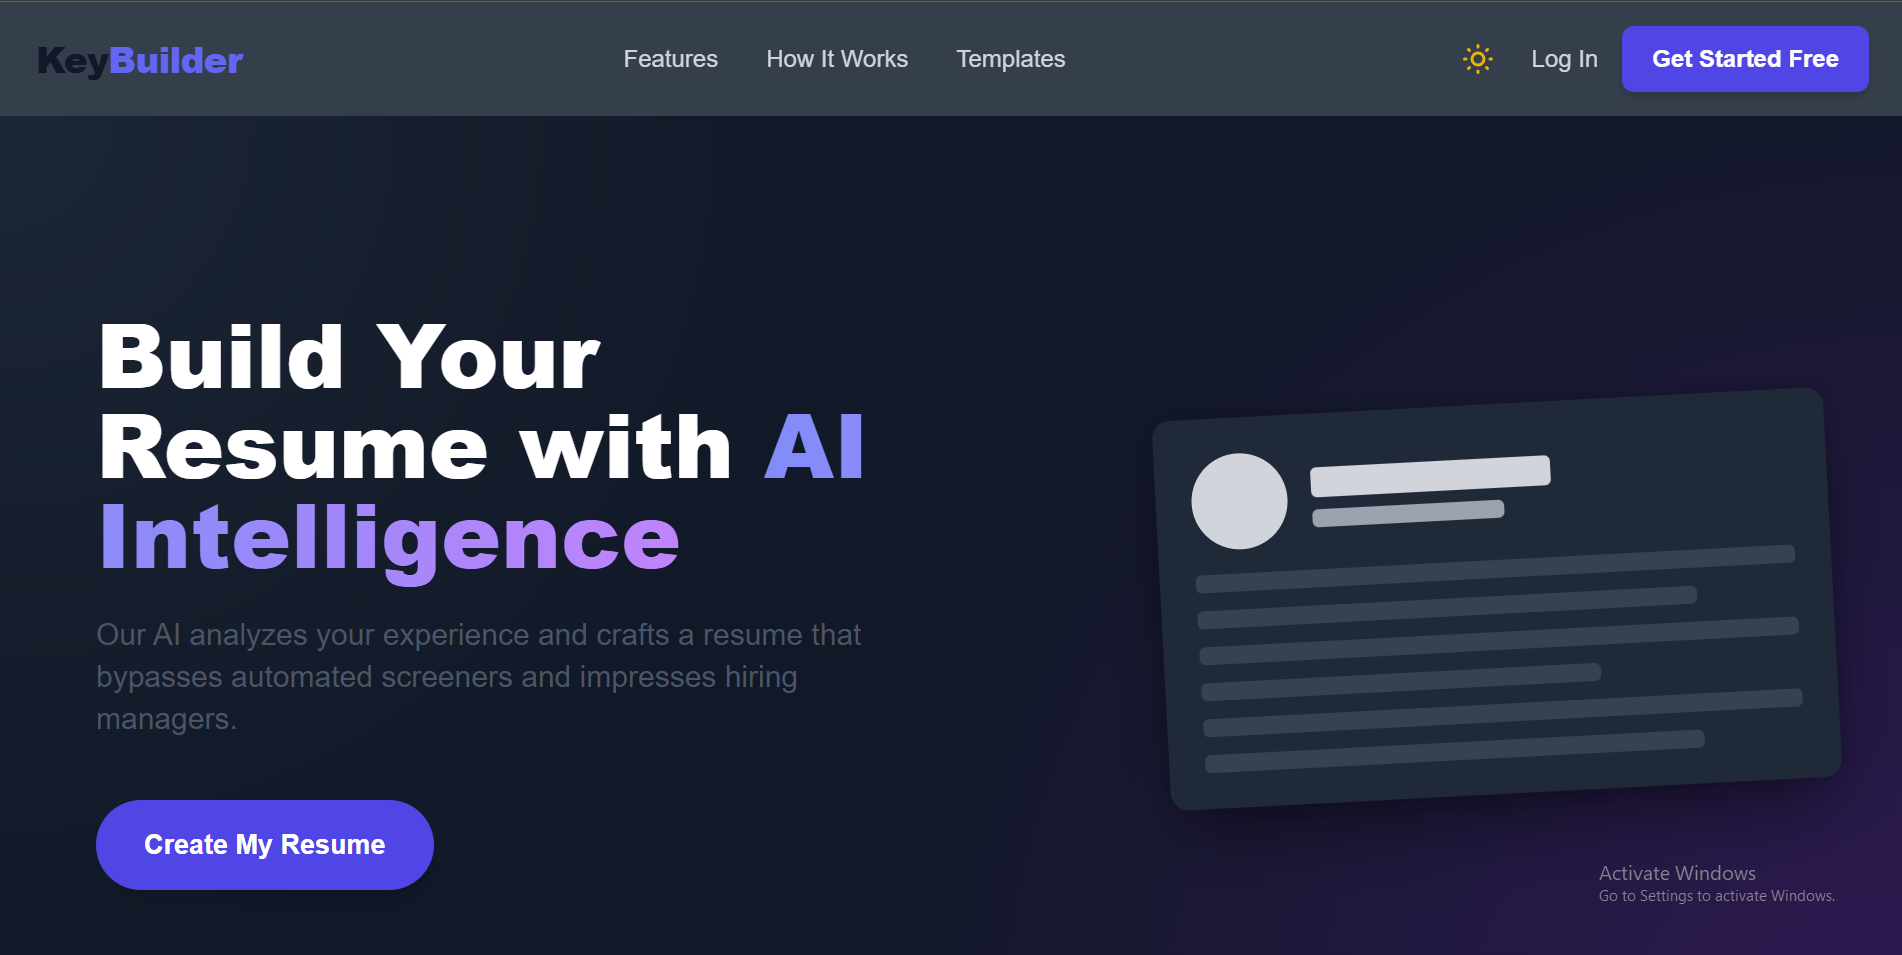 KeyBuilder
Features
How It Works
Templates
Log In
Get Started Free
Build Your
Resume with AI
Intelligence
Our AI analyzes your experience and crafts a resume that
bypasses automated screeners and impresses hiring
managers.
Create My Resume
Activate Windows
Go to Settings to activate Windows.